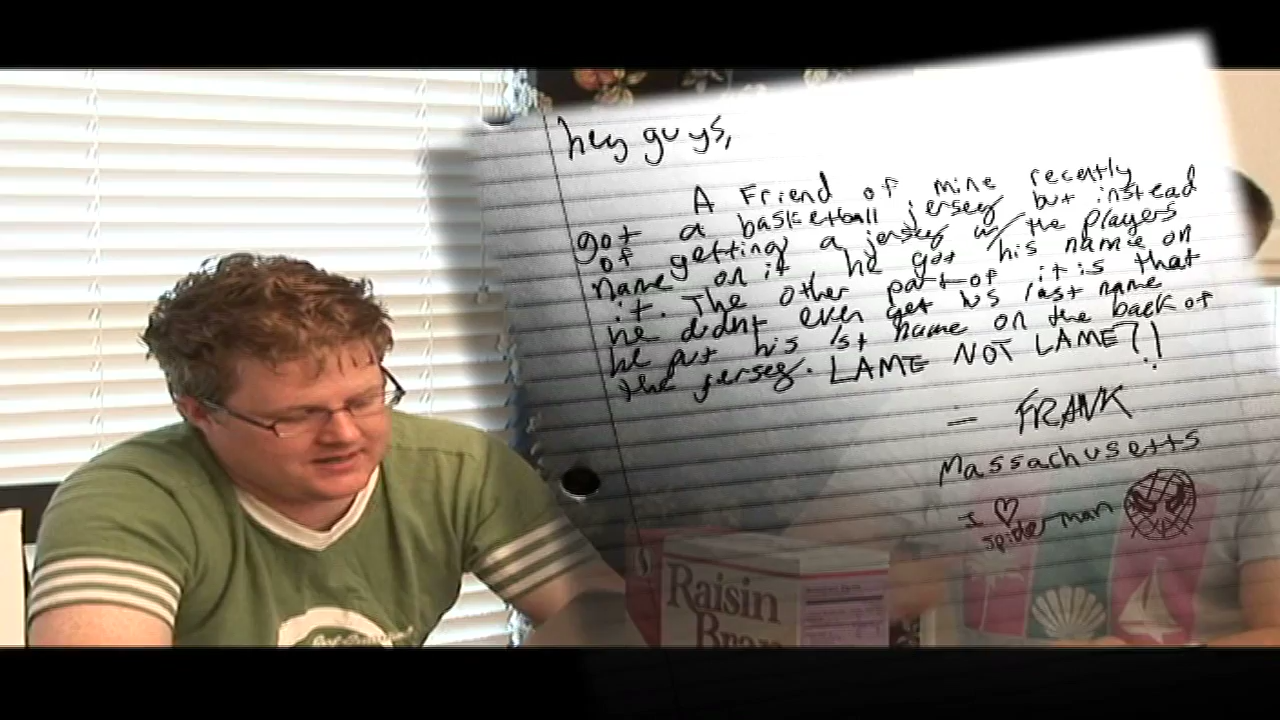 hey guys,
A Friend of mine recently
got a basketball jersey but instead
of getting a jersey w/ the players
name on it he got his name on
it. The other part of it is that
he didnt even get his last name
he put his 1st name on the back of
the jersey. LAME NOT LAME?!
— FRANK
Massachusetts
I ♡
spiderman
Raisin
Bran